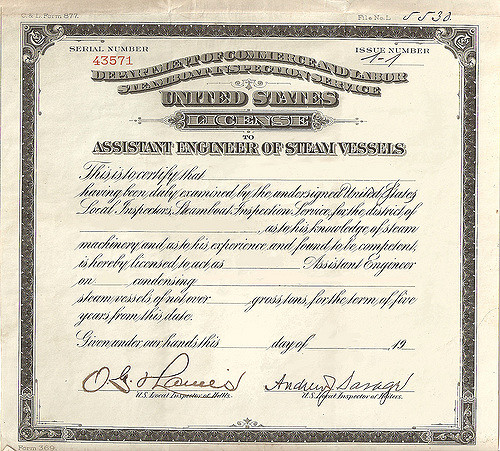 C. & L. Form 877.
File No. L 5530.
SERIAL NUMBER
43571
ISSUE NUMBER
1-1
DEPARTMENT OF COMMERCE AND LABOR
STEAMBOAT INSPECTION SERVICE
UNITED STATES
LICENSE
TO
ASSISTANT ENGINEER OF STEAM VESSELS
This is to certify that
having been duly examined by the undersigned United States
Local Inspectors, Steamboat Inspection Service, for the district of
, as to his knowledge of steam
machinery, and as to his experience and found to be competent,
is hereby licensed to act as Assistant Engineer
on condensing
steam vessels of not over gross tons, for the term of five
years from this date.
Given under our hands this day of , 19
Andrew Savage
U.S. Local Inspector of Hulls.
U.S. Local Inspector of Boilers.
Form 369.